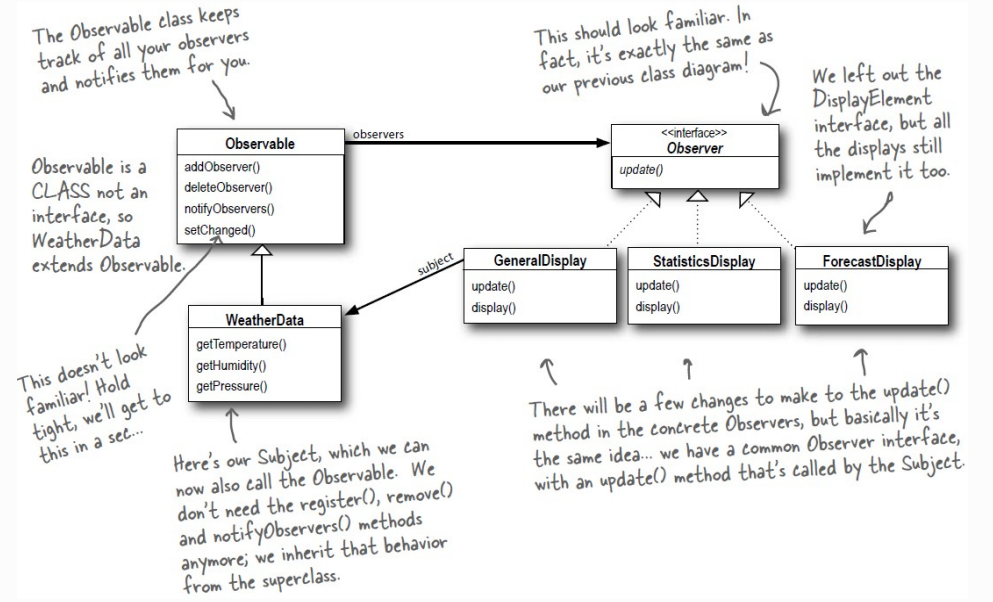 The Observable class keeps
track of all your observers
and notifies them for you.
This should look familiar. In
fact, it's exactly the same as
our previous class diagram!
We left out the
DisplayElement
interface, but all
the displays still
implement it too.
Observable is a
CLASS not an
interface, so
WeatherData
extends Observable.
Observable
addObserver()
deleteObserver()
notifyObservers()
setChanged()
observers
<<interface>>
Observer
update()
subject
GeneralDisplay
update()
display()
StatisticsDisplay
update()
display()
ForecastDisplay
update()
display()
WeatherData
getTemperature()
getHumidity()
getPressure()
This doesn't look
familiar! Hold
tight, we'll get to
this in a sec...
Here's our Subject, which we can
now also call the Observable. We
don't need the register(), remove()
and notifyObservers() methods
anymore; we inherit that behavior
from the superclass.
There will be a few changes to make to the update()
method in the concrete Observers, but basically it's
the same idea... we have a common Observer interface,
with an update() method that's called by the Subject.